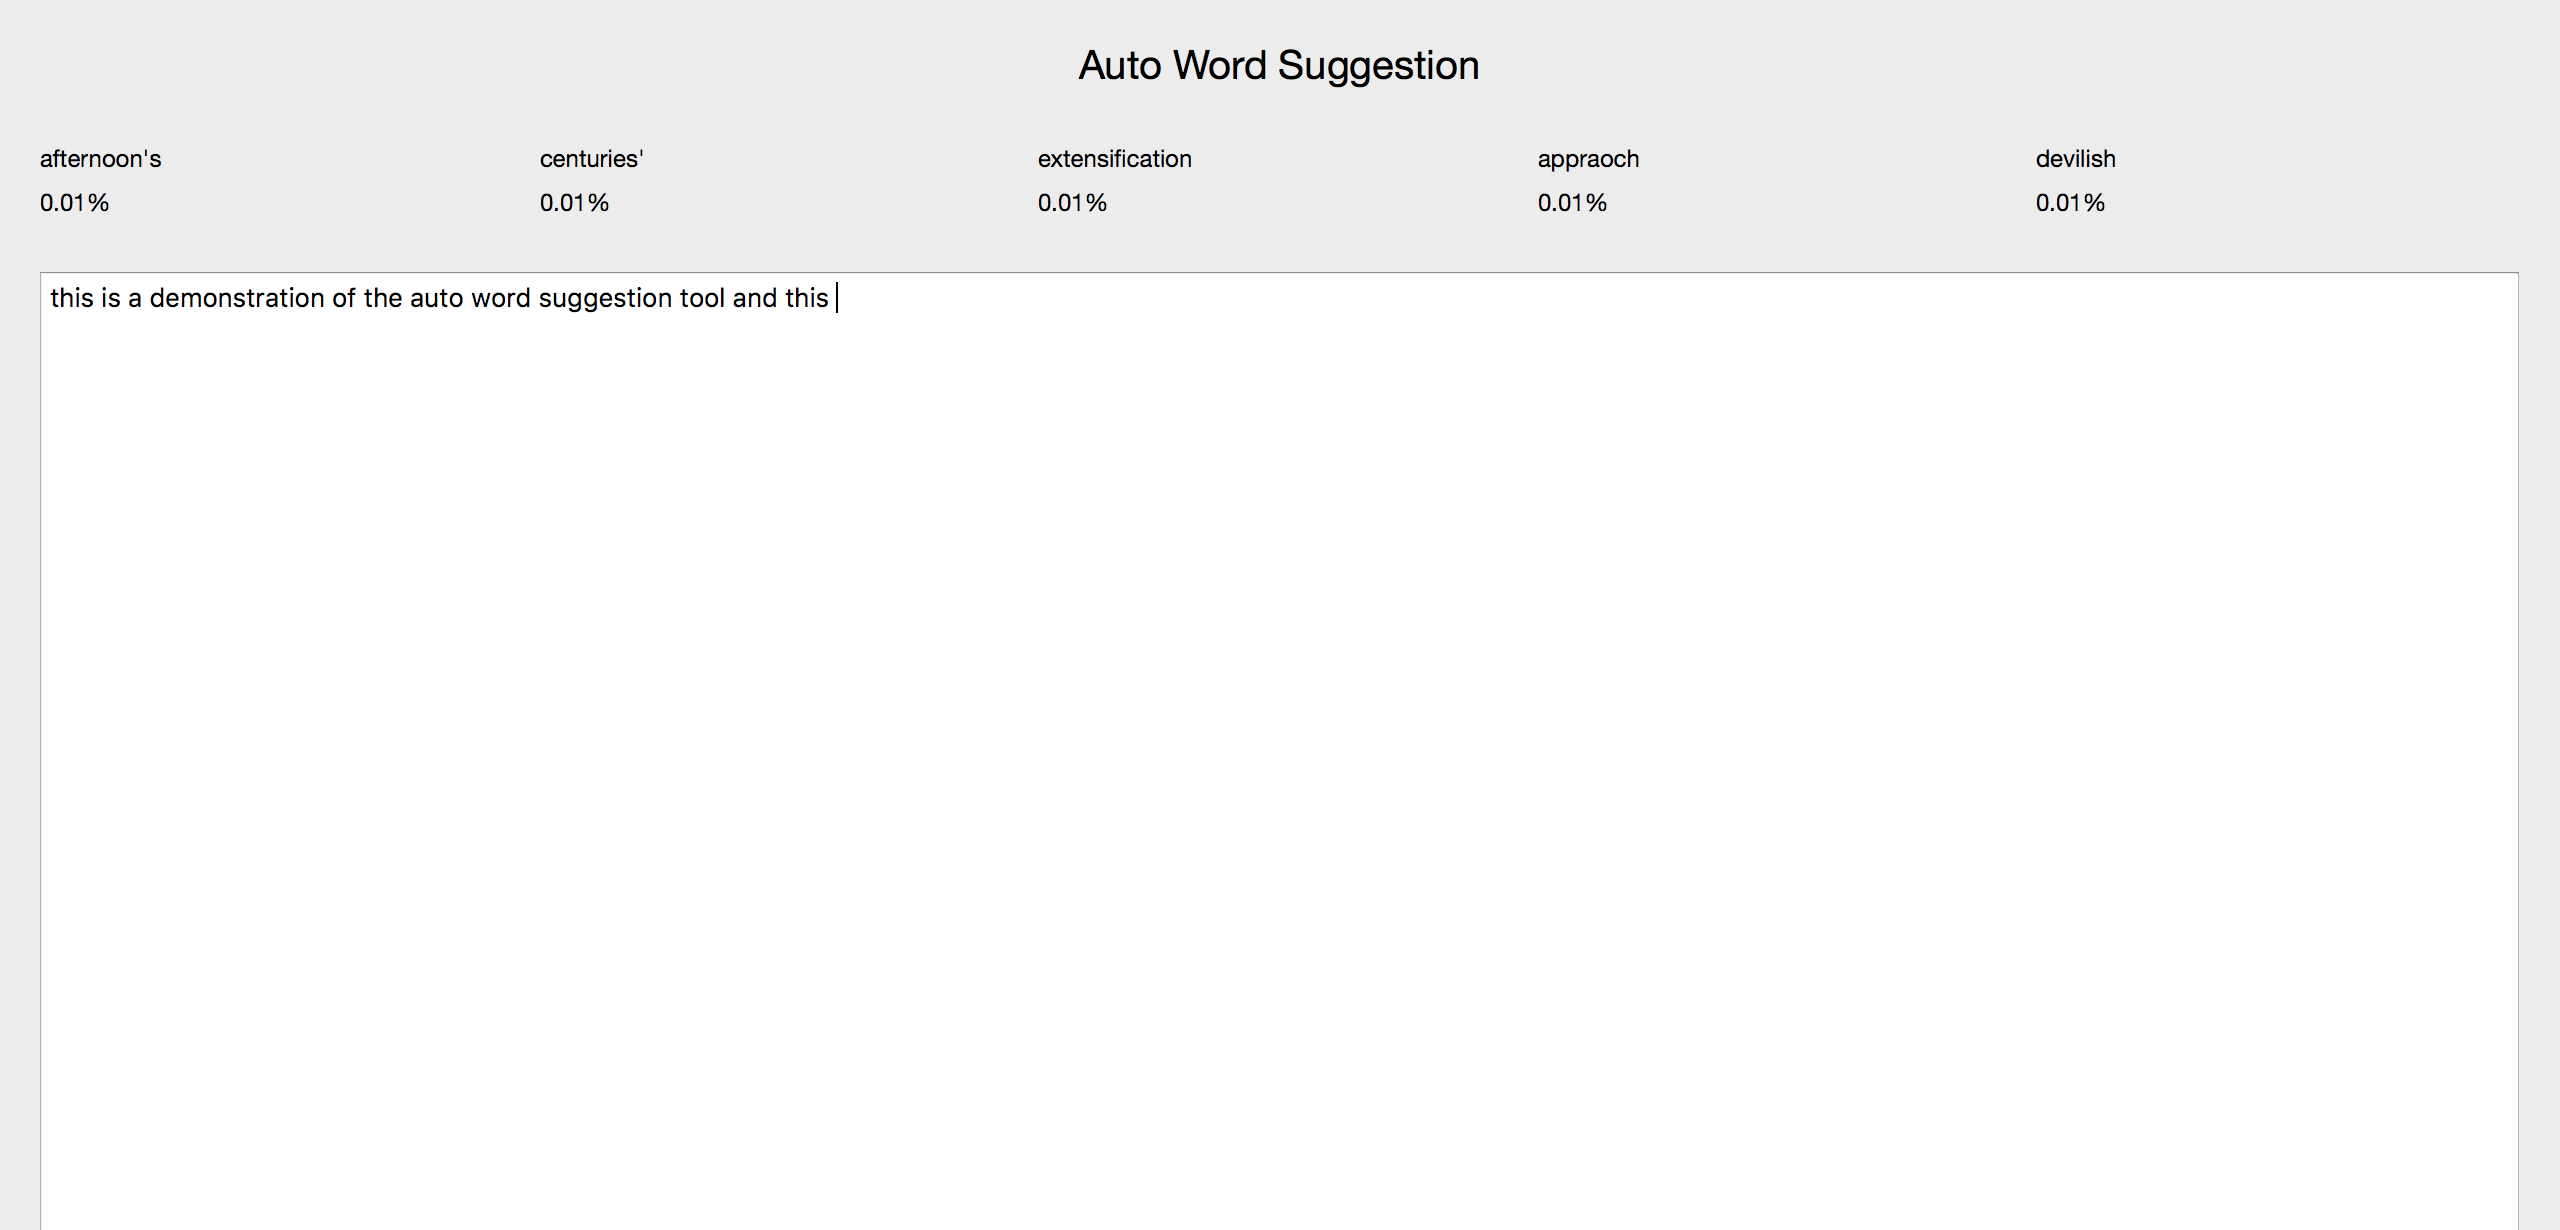 Auto Word Suggestion
afternoon's centuries' extensification appraoch devilish
0.01% 0.01% 0.01% 0.01% 0.01%
this is a demonstration of the auto word suggestion tool and this